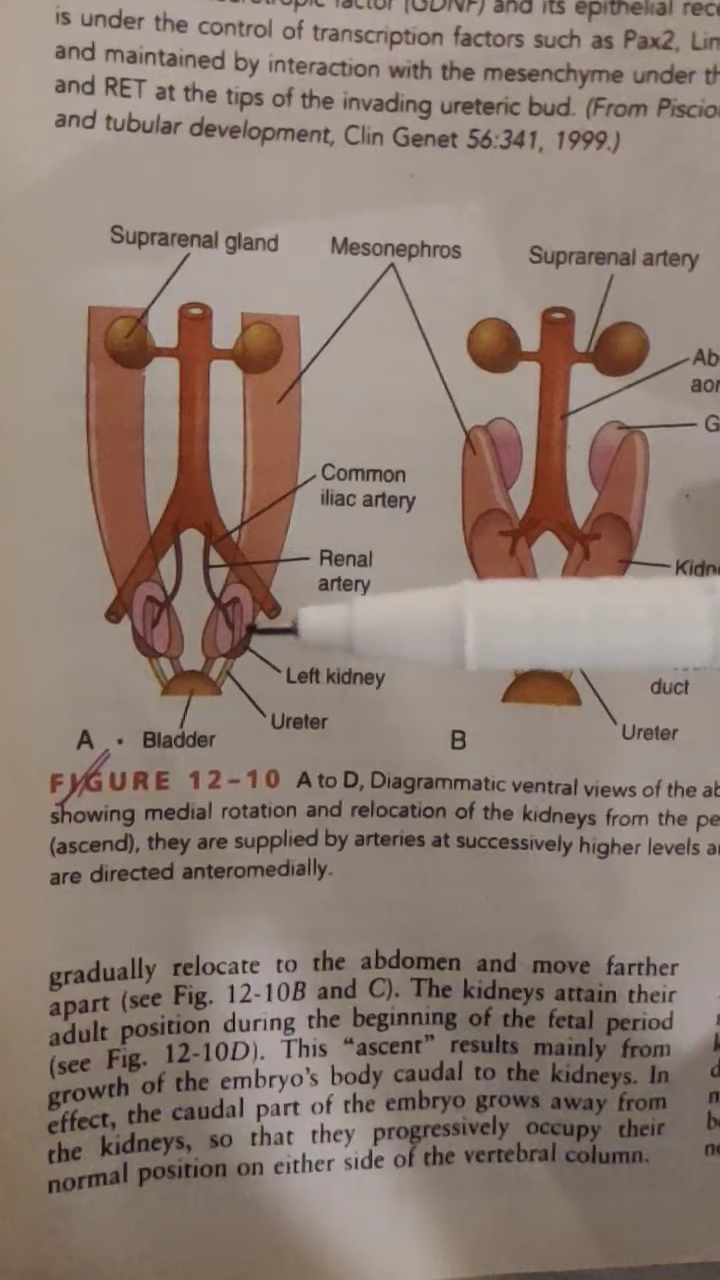 factor (GDNF) and its epithelial
is under the control of transcription factors such as Pax2,
and maintained by interaction with the mesenchyme under
and RET at the tips of the invading ureteric bud. (From
and tubular development, Clin Genet 56:341, 1999.)
Suprarenal gland
Mesonephros
Suprarenal artery
Common
iliac artery
Renal
artery
Left kidney
Ureter
Bladder
A
B
duct
Ureter
FIGURE 12-10 A to D, Diagrammatic ventral views of the
showing medial rotation and relocation of the kidneys from the
(ascend), they are supplied by arteries at successively higher levels
are directed anteromedially.
gradually relocate to the abdomen and move farther
apart (see Fig. 12-10B and C). The kidneys attain their
adult position during the beginning of the fetal period
(see Fig. 12-10D). This “ascent” results mainly from
growth of the embryo's body caudal to the kidneys. In
effect, the caudal part of the embryo grows away from
the kidneys, so that they progressively occupy their
normal position on either side of the vertebral column.